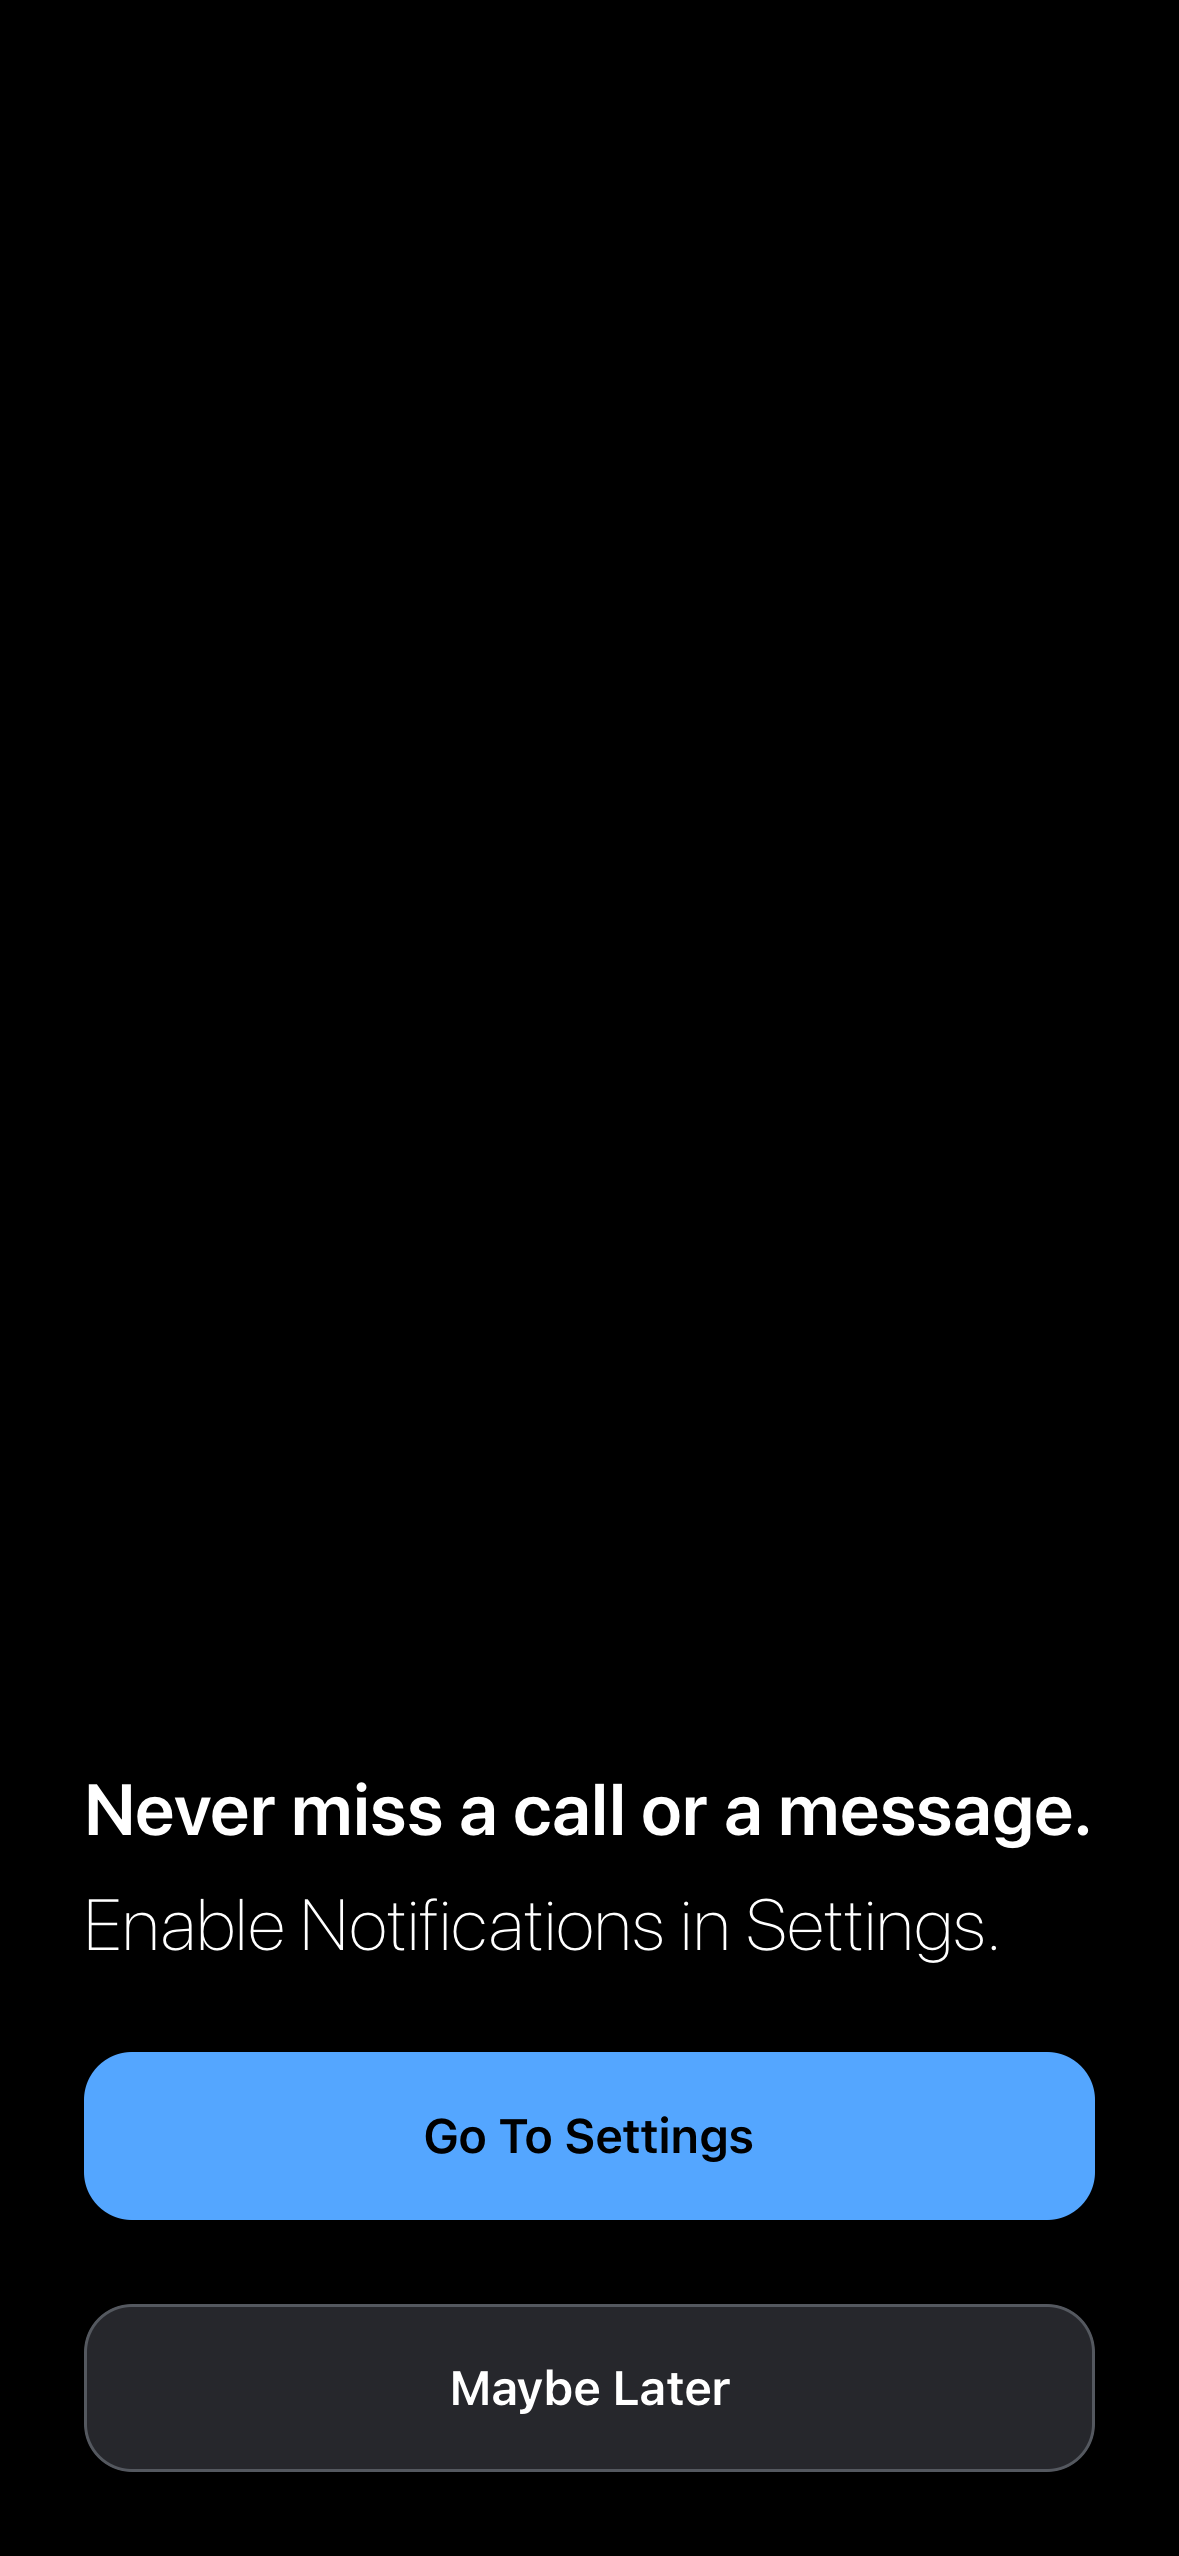 Never miss a call or a message.
Enable Notifications in Settings.
Go To Settings
Maybe Later